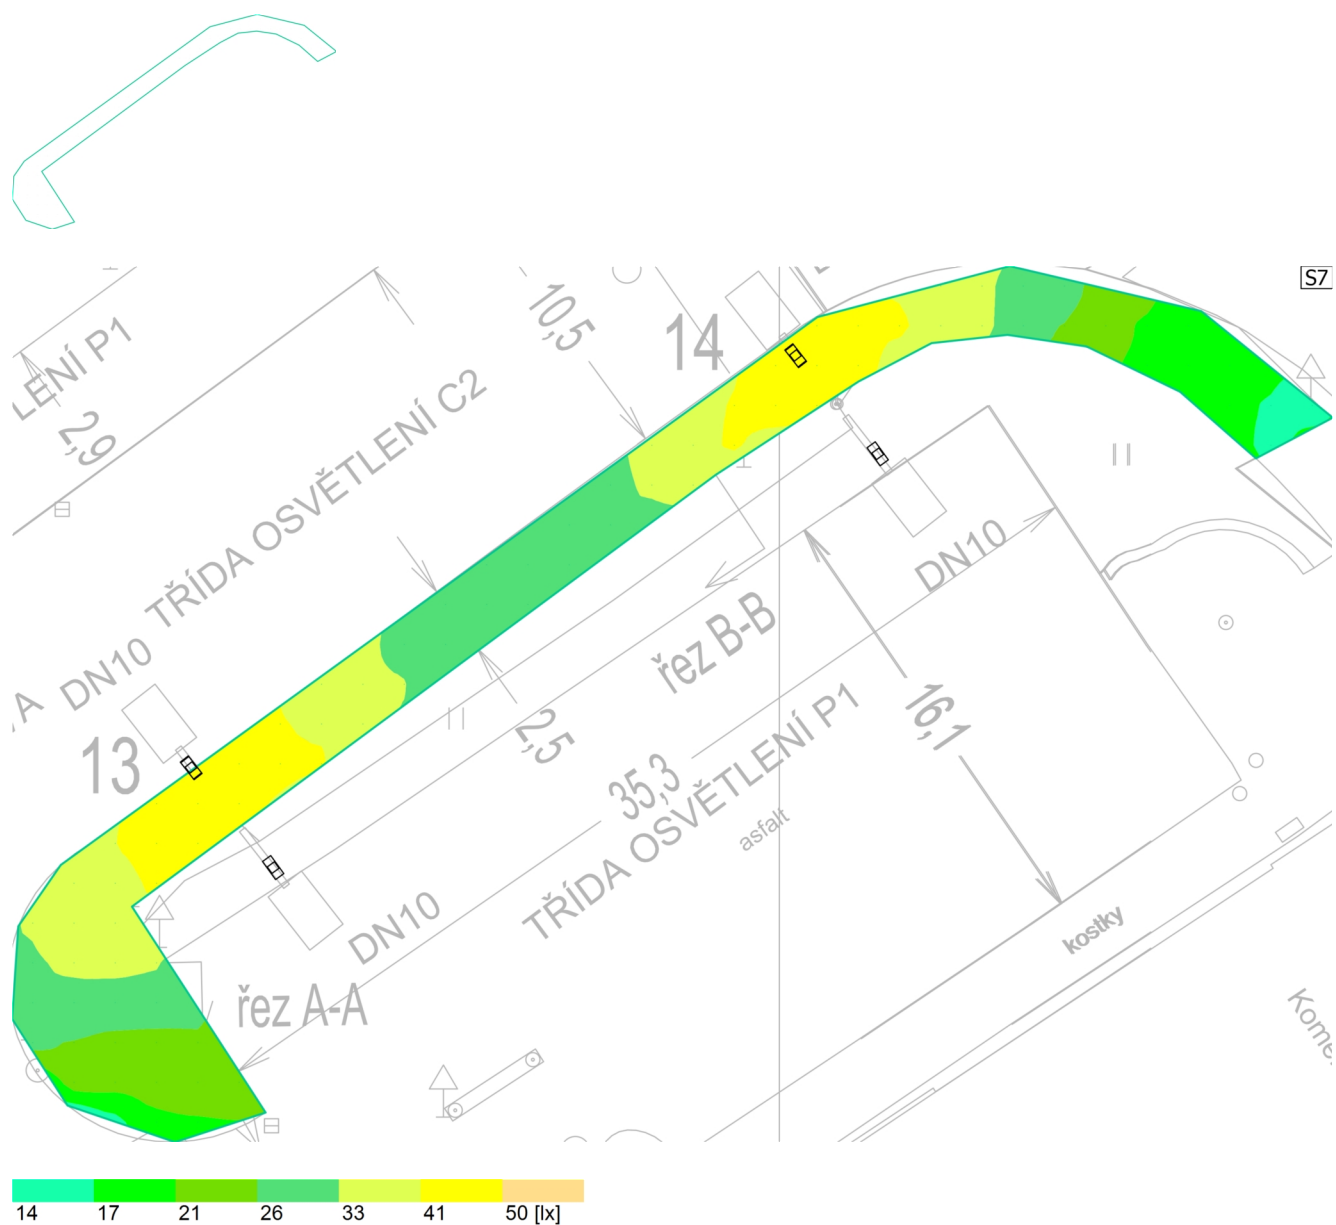 S7
10,5
14
LENÍ P1
2,9
TŘÍDA OSVĚTLENÍ C2
DN10
řez B-B
DN10
A
13
2,5
16,1
35,3
TŘÍDA OSVĚTLENÍ P1
asfalt
DN10
kostky
řez A-A
Kome
14 17 21 26 33 41 50 [lx]